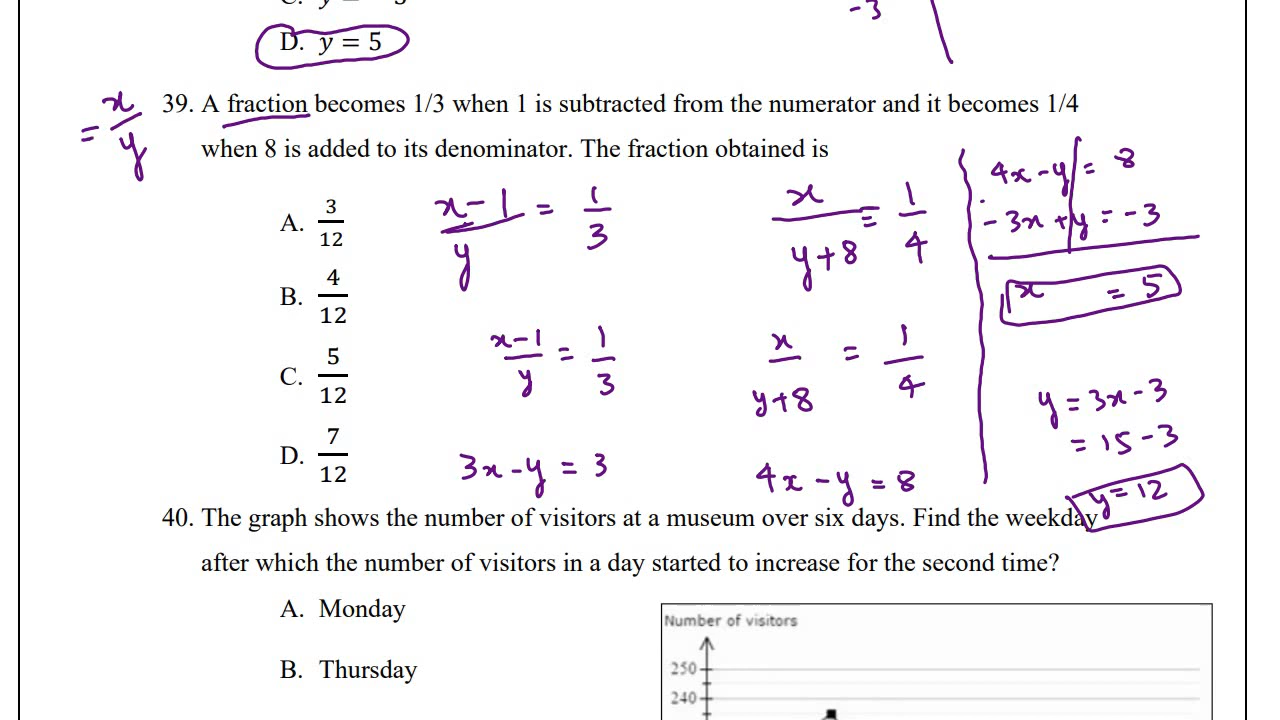 -3
D. y = 5
= x/y
39. A fraction becomes 1/3 when 1 is subtracted from the numerator and it becomes 1/4
when 8 is added to its denominator. The fraction obtained is
A. 3/12
B. 4/12
C. 5/12
D. 7/12
x-1/y = 1/3
x/y+8 = 1/4
x-1/y = 1/3
x/y+8 = 1/4
3x-y = 3
4x-y = 8
4x-y = 8
-3x+y = -3
x = 5
y = 3x-3
= 15-3
y = 12
40. The graph shows the number of visitors at a museum over six days. Find the weekday
after which the number of visitors in a day started to increase for the second time?
A. Monday
B. Thursday
Number of visitors
250
240